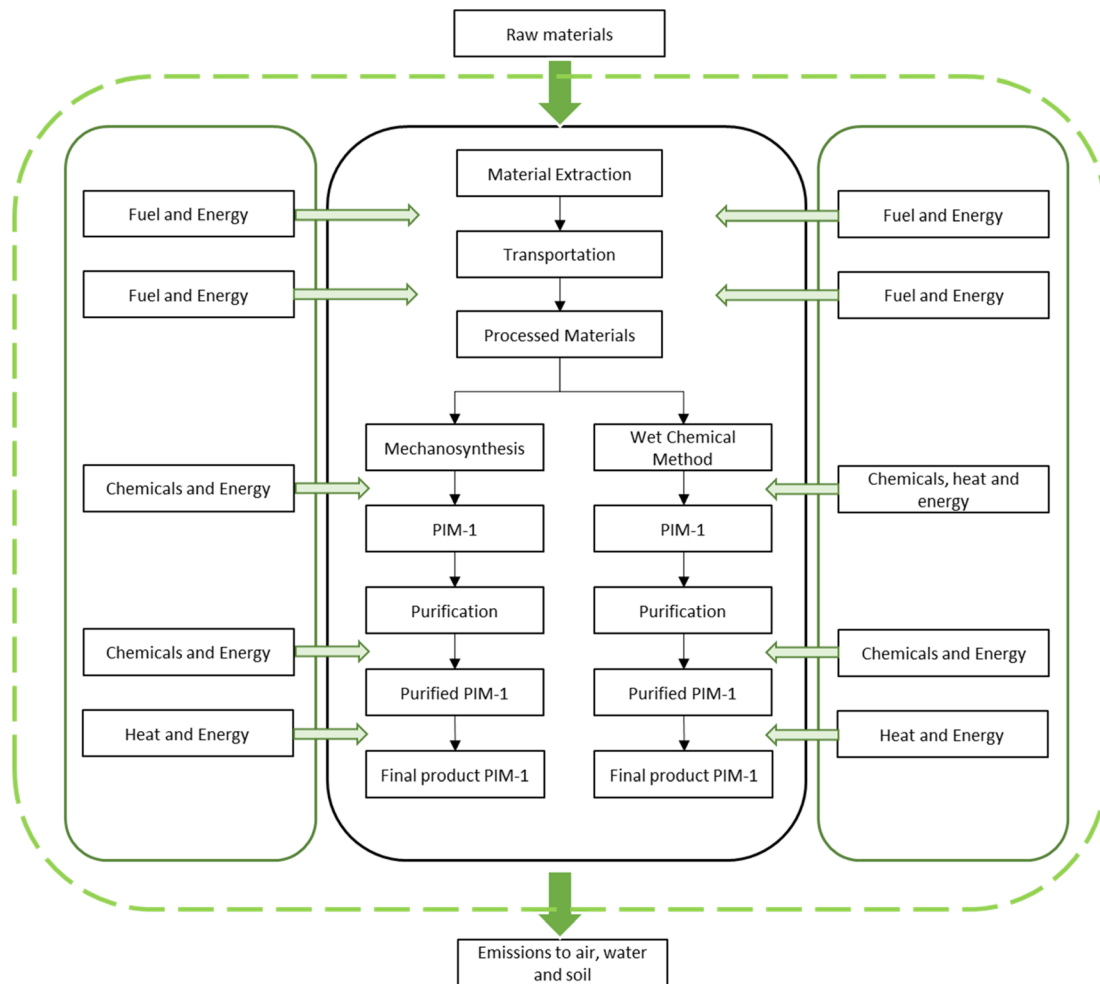 Raw materials
Material Extraction
Fuel and Energy
Fuel and Energy
Transportation
Fuel and Energy
Fuel and Energy
Processed Materials
Mechanosynthesis
Wet Chemical
Method
Chemicals and Energy
Chemicals, heat and
energy
PIM-1
PIM-1
Purification
Purification
Chemicals and Energy
Chemicals and Energy
Purified PIM-1
Purified PIM-1
Heat and Energy
Heat and Energy
Final product PIM-1
Final product PIM-1
Emissions to air, water
and soil